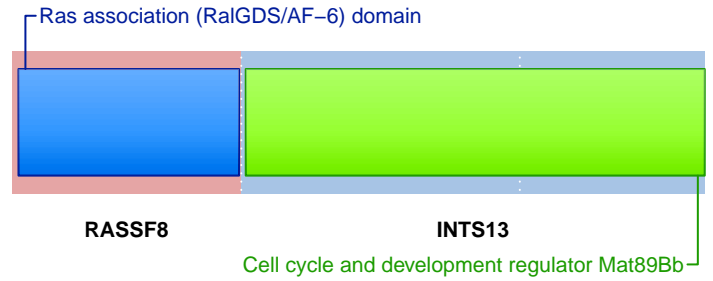 Ras association (RalGDS/AF−6) domain
RASSF8 INTS13
Cell cycle and development regulator Mat89Bb